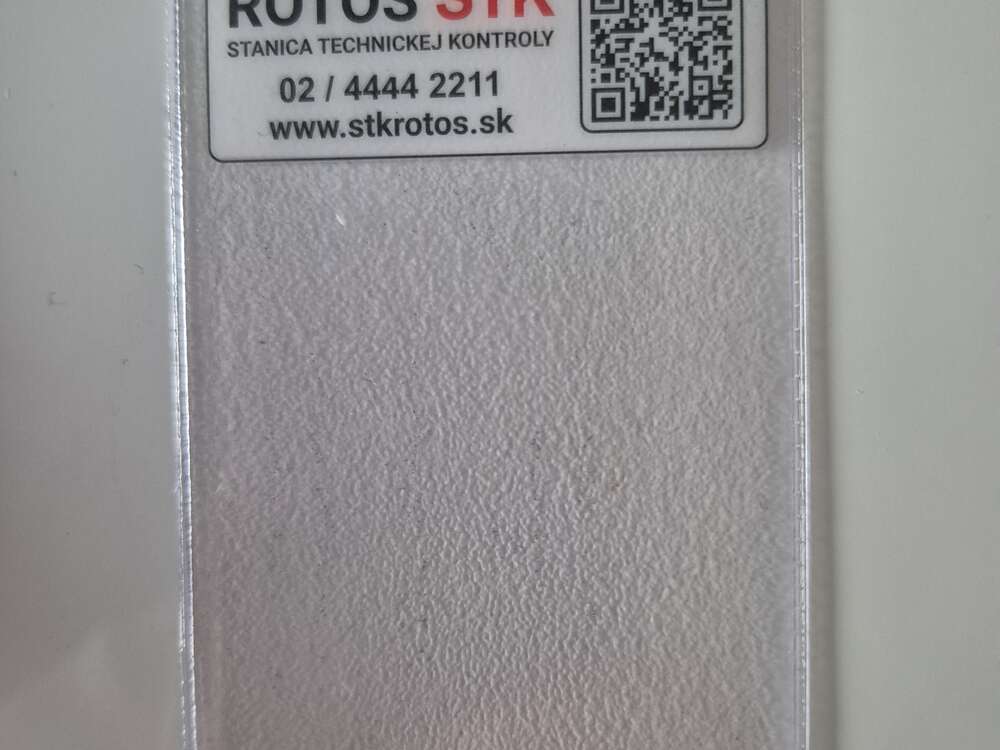 ROTOS STK
STANICA TECHNICKEJ KONTROLY
02 / 4444 2211
www.stkrotos.sk